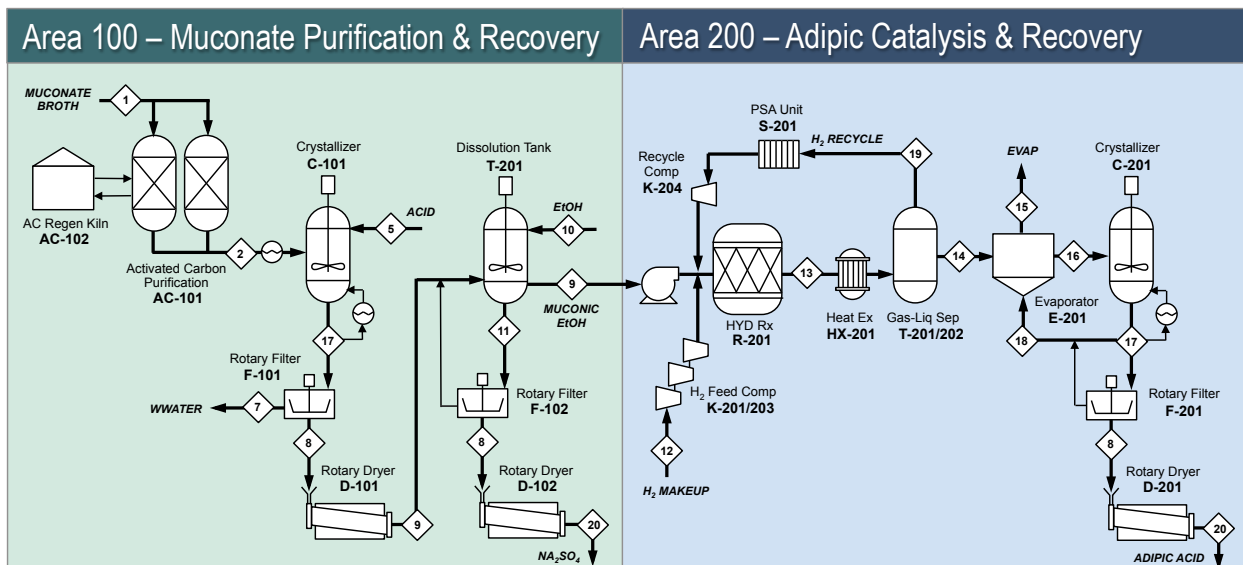 Area 100 – Muconate Purification & Recovery
Area 200 – Adipic Catalysis & Recovery
MUCONATE
BROTH
1
AC Regen Kiln
AC-102
Activated Carbon
Purification
AC-101
2
Crystallizer
C-101
ACID
5
17
Rotary Filter
F-101
WWATER
7
8
Rotary Dryer
D-101
9
Dissolution Tank
T-201
EtOH
10
9
MUCONIC
EtOH
11
Rotary Filter
F-102
8
Rotary Dryer
D-102
20
NA₂SO₄
PSA Unit
S-201
H₂ RECYCLE
19
Recycle
Comp
K-204
HYD Rx
R-201
H₂ Feed Comp
K-201/203
12
H₂ MAKEUP
13
Heat Ex
HX-201
Gas-Liq Sep
T-201/202
14
EVAP
15
Evaporator
E-201
16
18
Crystallizer
C-201
17
Rotary Filter
F-201
8
Rotary Dryer
D-201
20
ADIPIC ACID